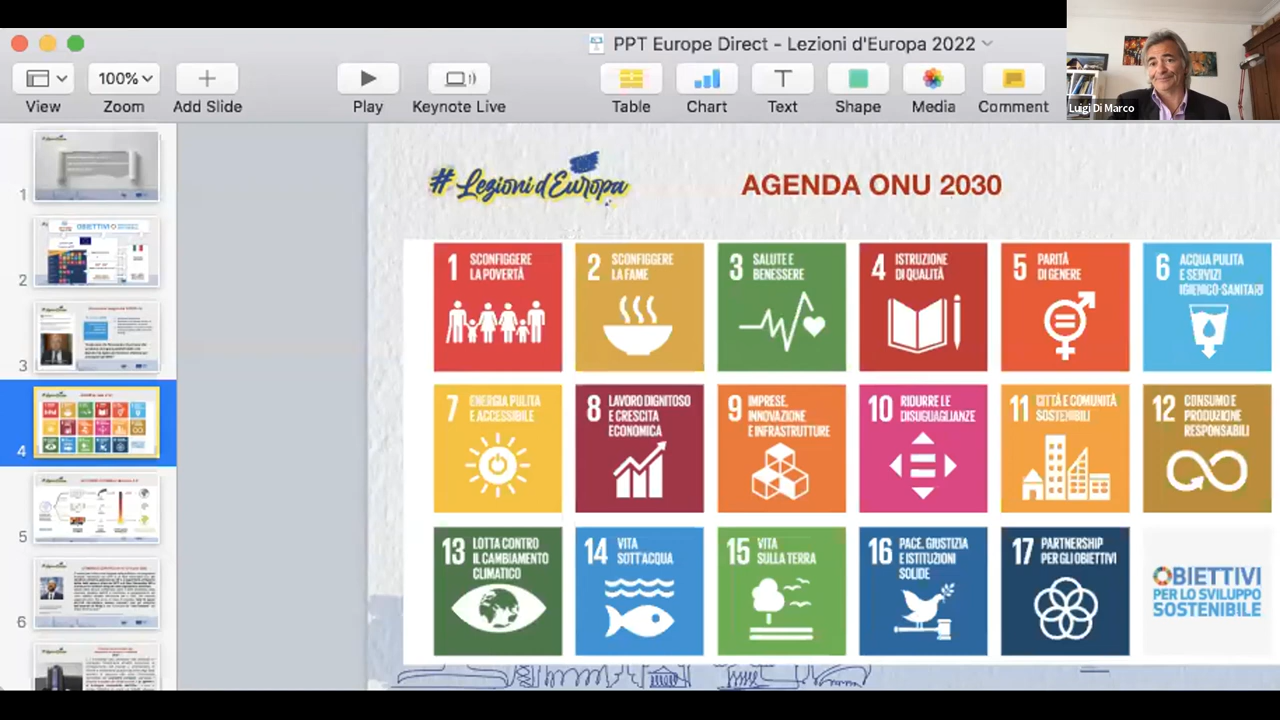 PPT Europe Direct - Lezioni d'Europa 2022
100%
View
Zoom
Add Slide
Play
Keynote Live
Table
Chart
Text
Shape
Media
Comment
Luigi Di Marco
1
OBIETTIVI
2
3
4
5
6
# Lezioni d'Europa
AGENDA ONU 2030
1 SCONFIGGERE
LA POVERTÀ
2 SCONFIGGERE
LA FAME
3 SALUTE E
BENESSERE
4 ISTRUZIONE
DI QUALITÀ
5 PARITÀ
DI GENERE
6 ACQUA PULITA
E SERVIZI
IGIENICO-SANITARI
7 ENERGIA PULITA
E ACCESSIBILE
8 LAVORO DIGNITOSO
E CRESCITA
ECONOMICA
9 IMPRESE,
INNOVAZIONE
E INFRASTRUTTURE
10 RIDURRE LE
DISUGUAGLIANZE
11 CITTÀ E COMUNITÀ
SOSTENIBILI
12 CONSUMO E
PRODUZIONE
RESPONSABILI
13 LOTTA CONTRO
IL CAMBIAMENTO
CLIMATICO
14 VITA
SOTT'ACQUA
15 VITA
SULLA TERRA
16 PACE, GIUSTIZIA
E ISTITUZIONI
SOLIDE
17 PARTNERSHIP
PER GLI OBIETTIVI
OBIETTIVI
PER LO SVILUPPO
SOSTENIBILE